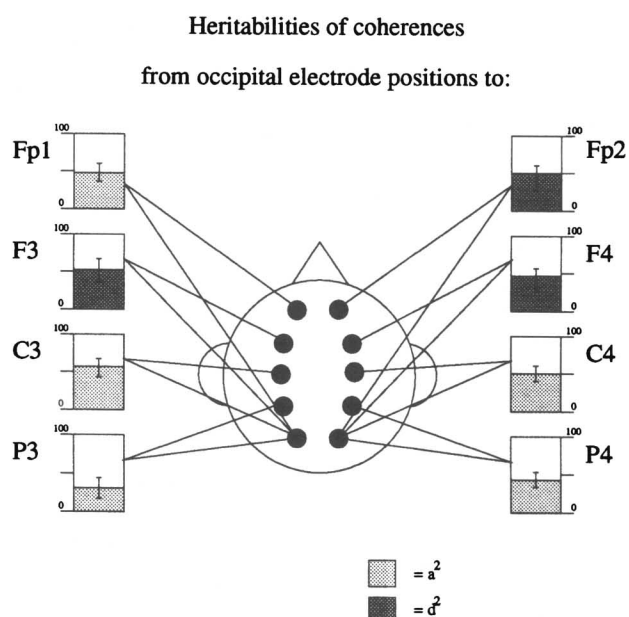 Heritabilities of coherences
from occipital electrode positions to:
Fp1
100
0
F3
100
0
C3
100
0
P3
100
0
Fp2
100
0
F4
100
0
C4
100
0
P4
100
0
= a²
= d²